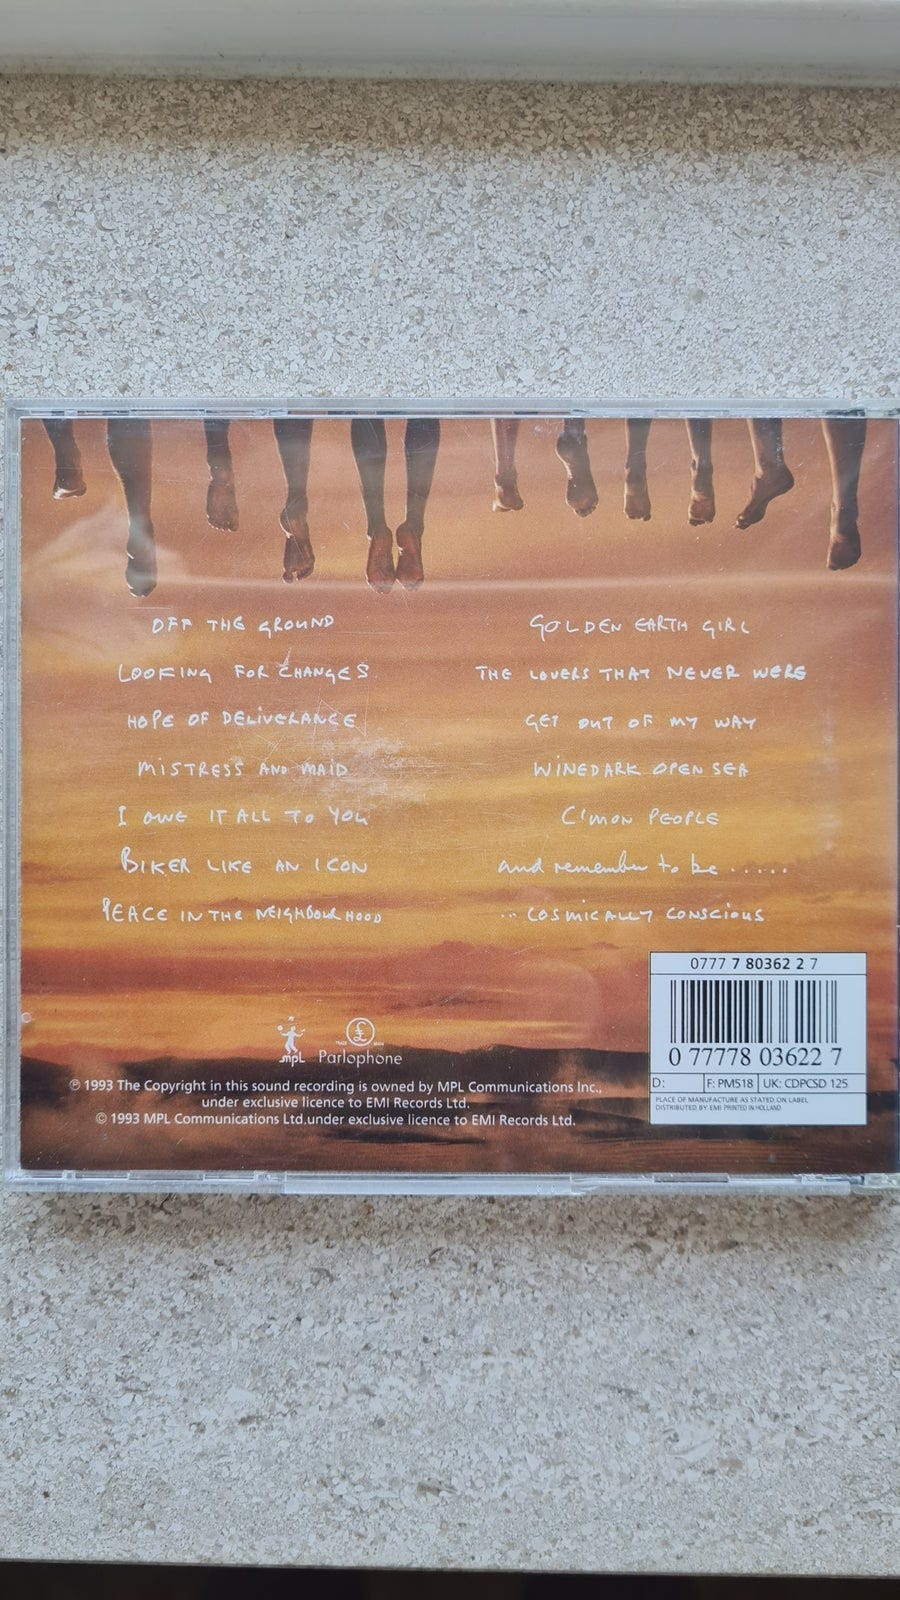 OFF THE GROUND
LOOKING FOR CHANGES
HOPE OF DELIVERANCE
MISTRESS AND MAID
I OWE IT ALL TO YOU
BIKER LIKE AN ICON
PEACE IN THE NEIGHBOURHOOD
GOLDEN EARTH GIRL
THE LOVERS THAT NEVER WERE
GET OUT OF MY WAY
WINEDARK OPEN SEA
C'MON PEOPLE
and remember to be .....
... COSMICALLY CONSCIOUS
mpl
TRADE £ MARK
Parlophone
℗ 1993 The Copyright in this sound recording is owned by MPL Communications Inc.,
under exclusive licence to EMI Records Ltd.
© 1993 MPL Communications Ltd.under exclusive licence to EMI Records Ltd.
0777 7 80362 2 7
0 77778 03622 7
D: F: PM518 UK: CDPCSD 125
PLACE OF MANUFACTURE AS STATED ON LABEL
DISTRIBUTED BY EMI PRINTED IN HOLLAND